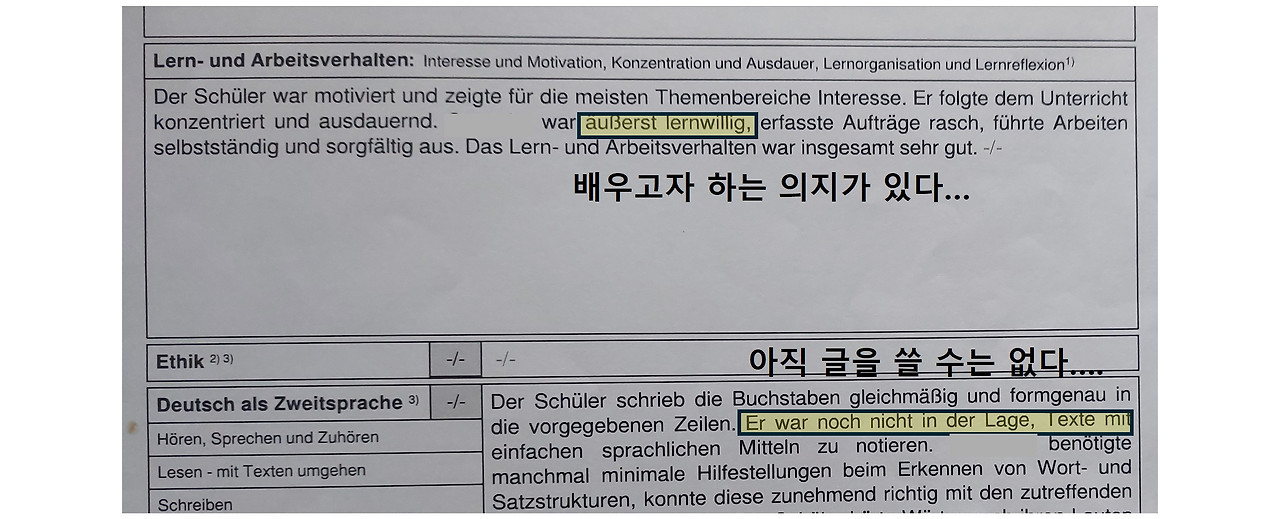 Lern- und Arbeitsverhalten: Interesse und Motivation, Konzentration und Ausdauer, Lernorganisation und Lernreflexion1)
Der Schüler war motiviert und zeigte für die meisten Themenbereiche Interesse. Er folgte dem Unterricht
konzentriert und ausdauernd. war äußerst lernwillig, erfasste Aufträge rasch, führte Arbeiten
selbstständig und sorgfältig aus. Das Lern- und Arbeitsverhalten war insgesamt sehr gut. -/-
배우고자 하는 의지가 있다...
Ethik 2) 3) -/- -/-
아직 글을 쓸 수는 없다....
Deutsch als Zweitsprache 3) -/-
Hören, Sprechen und Zuhören
Lesen - mit Texten umgehen
Schreiben
Der Schüler schrieb die Buchstaben gleichmäßig und formgenau in
die vorgegebenen Zeilen. Er war noch nicht in der Lage, Texte mit
einfachen sprachlichen Mitteln zu notieren. benötigte
manchmal minimale Hilfestellungen beim Erkennen von Wort- und
Satzstrukturen, konnte diese zunehmend richtig mit den zutreffenden